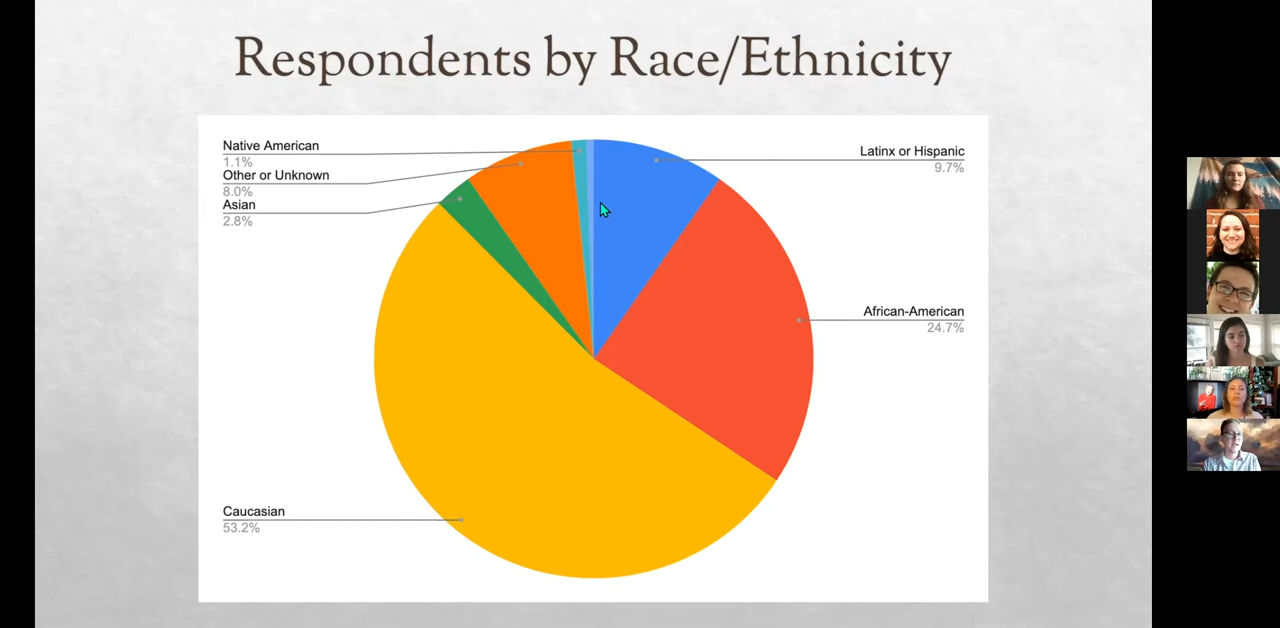 Respondents by Race/Ethnicity
Native American
1.1%
Other or Unknown
8.0%
Asian
2.8%
Caucasian
53.2%
Latinx or Hispanic
9.7%
African-American
24.7%